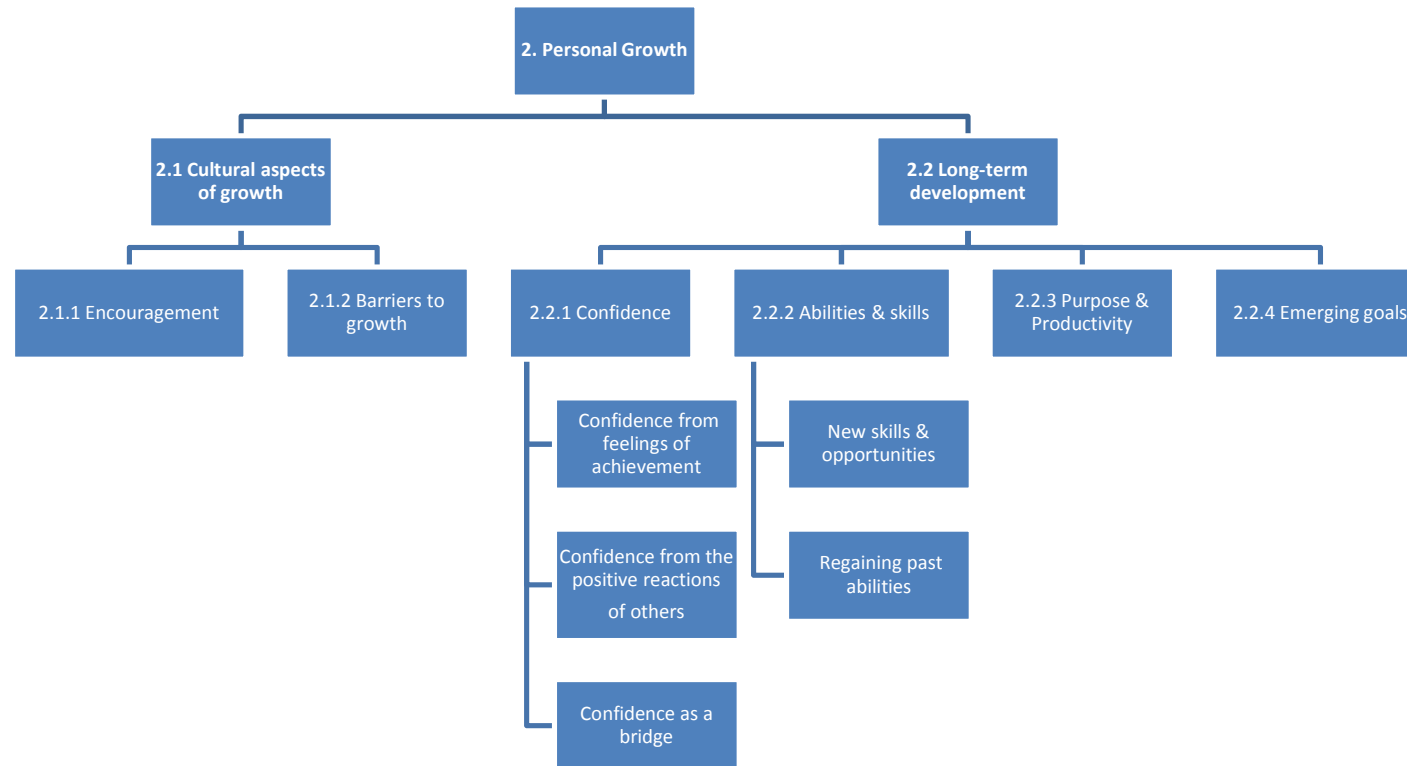 2. Personal Growth
2.1 Cultural aspects
of growth
2.2 Long-term
development
2.1.1 Encouragement
2.1.2 Barriers to
growth
2.2.1 Confidence
2.2.2 Abilities & skills
2.2.3 Purpose &
Productivity
2.2.4 Emerging goals
Confidence from
feelings of
achievement
New skills &
opportunities
Confidence from the
positive reactions
of others
Regaining past
abilities
Confidence as a
bridge